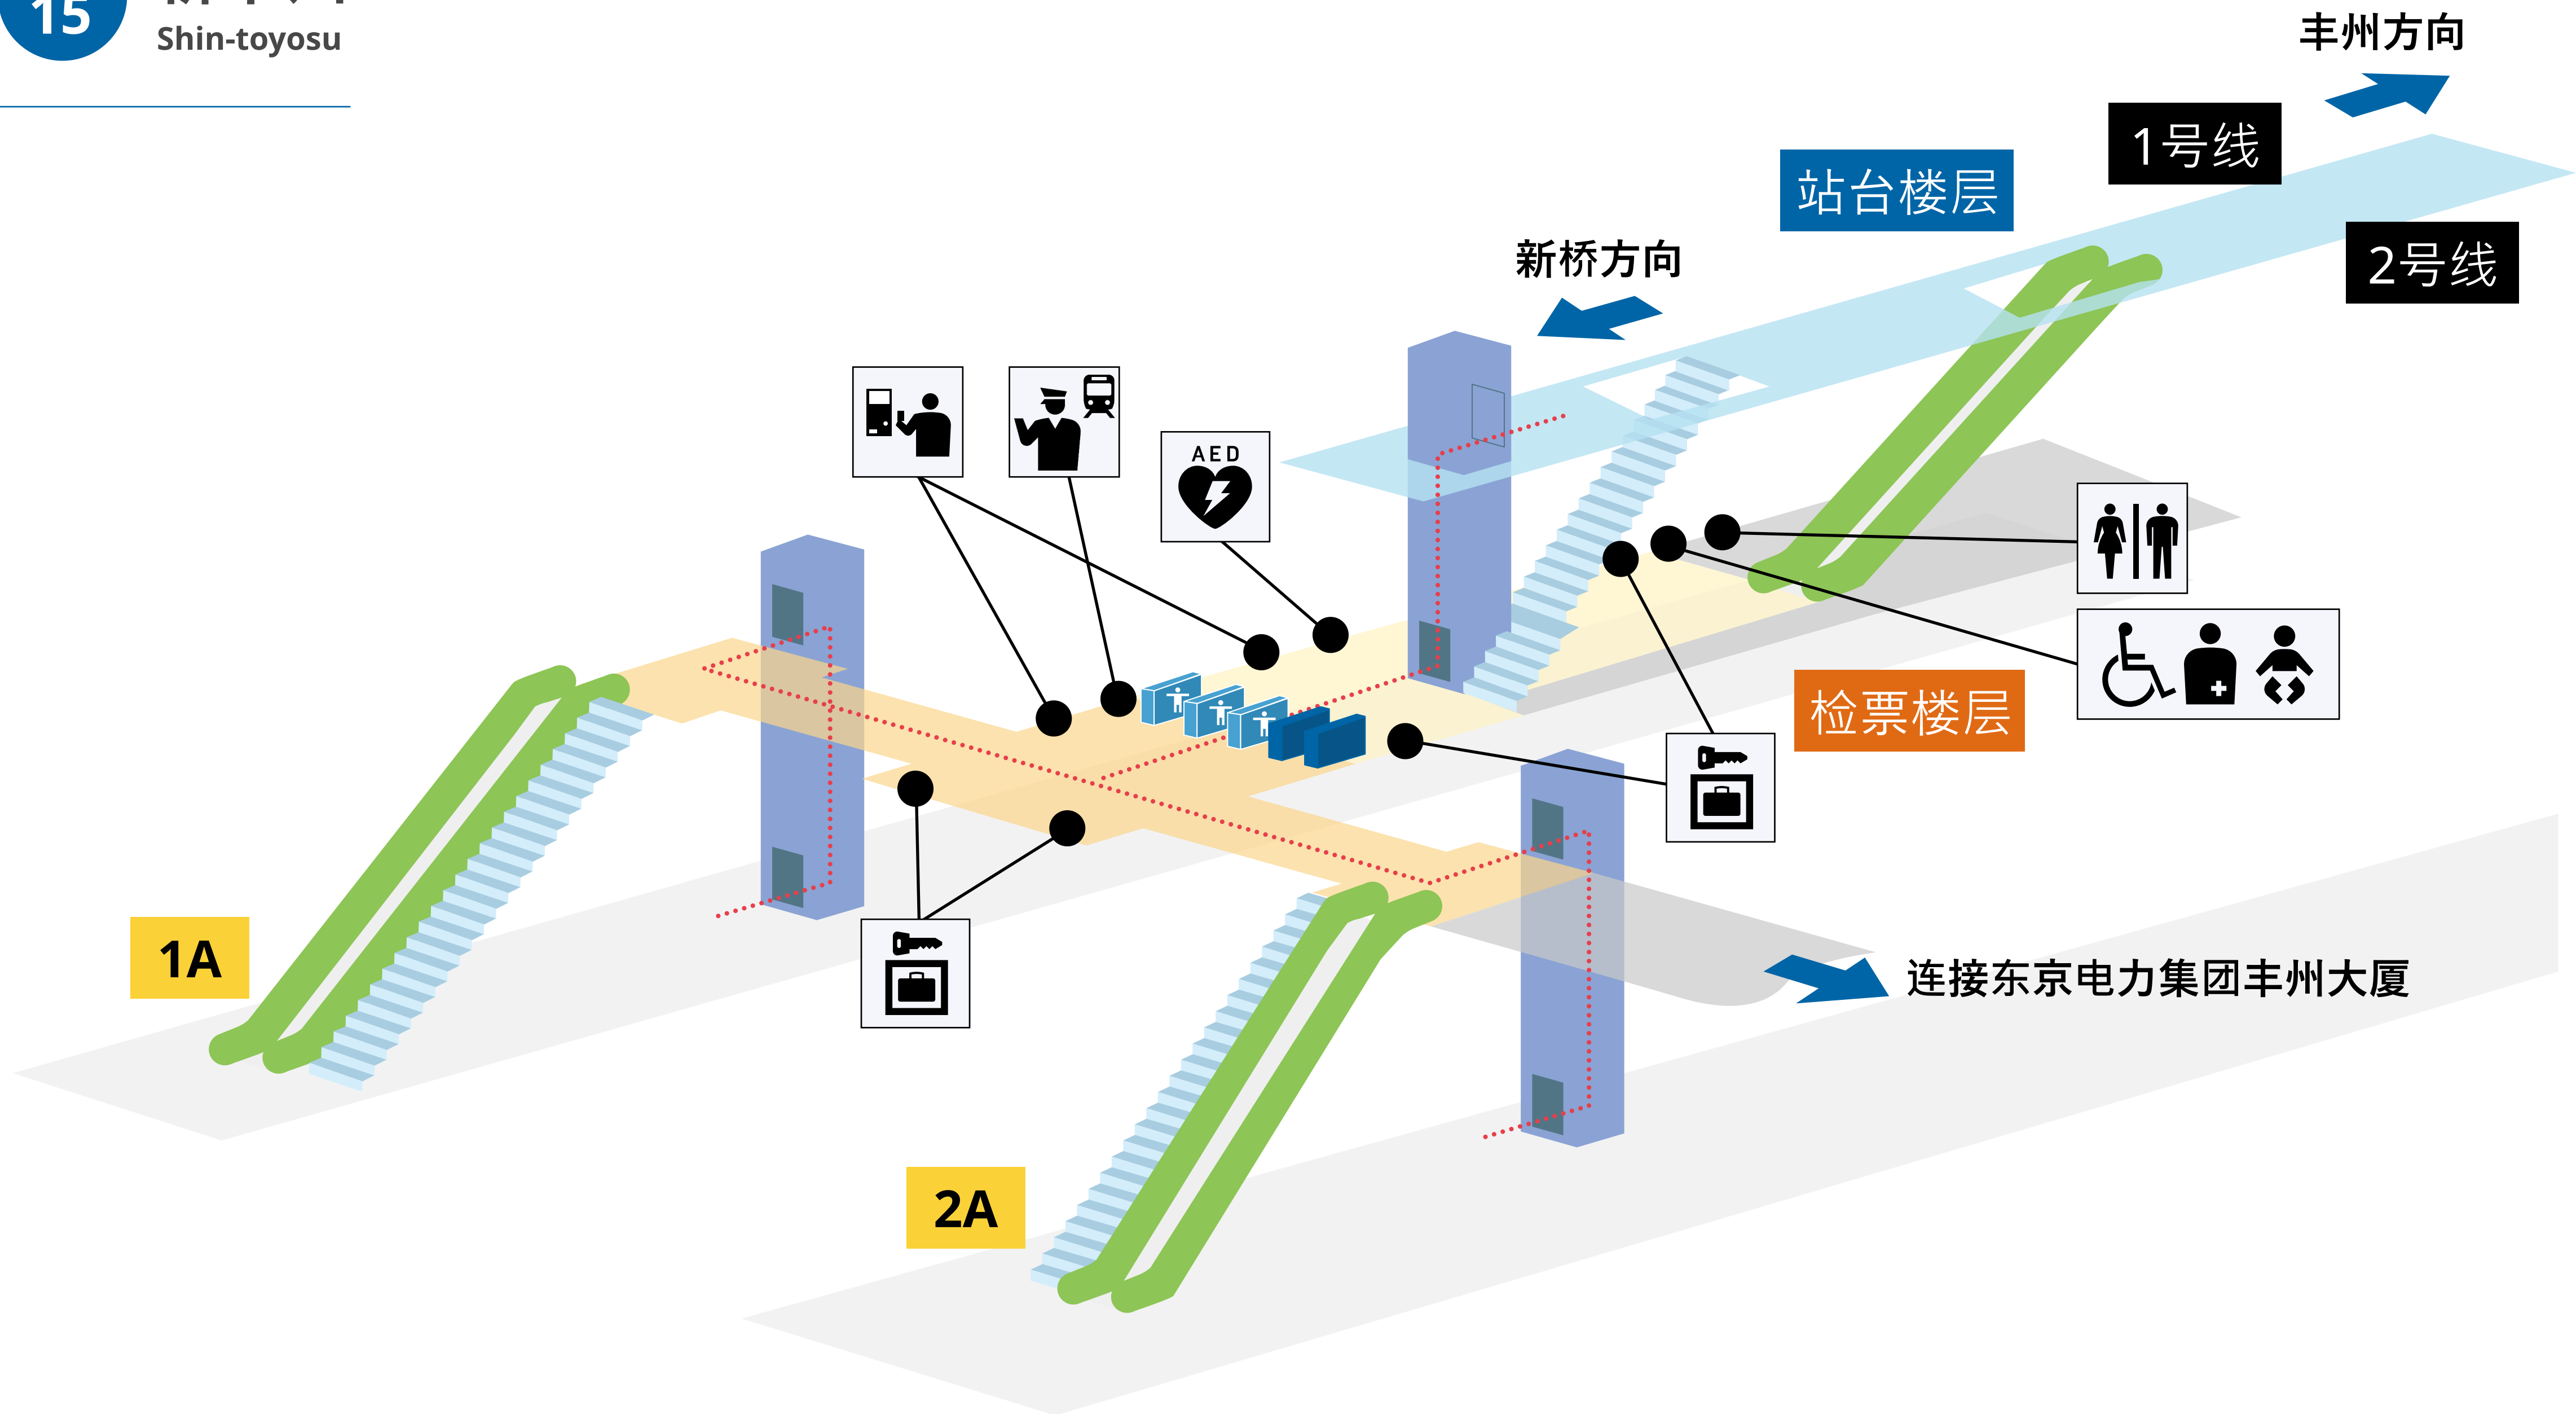 15
Shin-toyosu
丰州方向
1号线
站台楼层
2号线
新桥方向
AED
检票楼层
1A
连接东京电力集团丰州大厦
2A